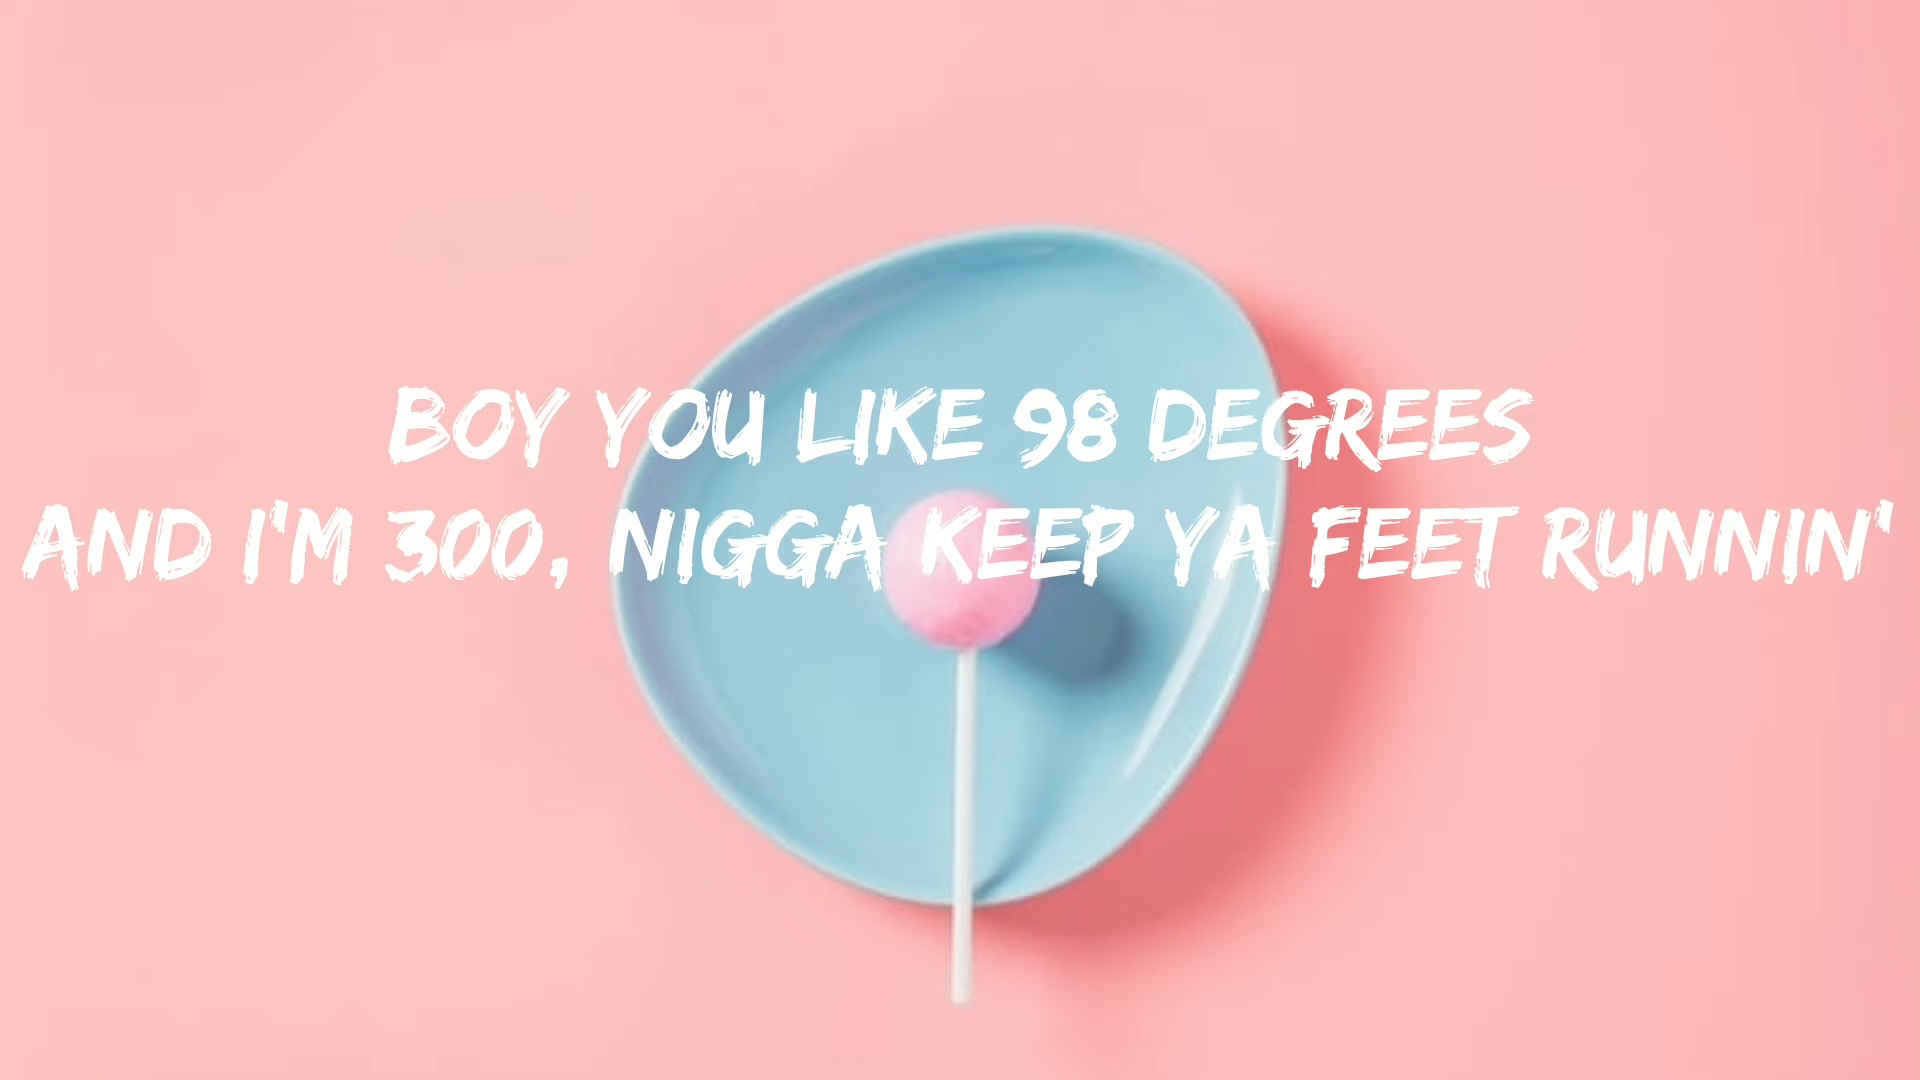 BOY YOU LIKE 98 DEGREES
AND I'M 300, NIGGA KEEP YA FEET RUNNIN'